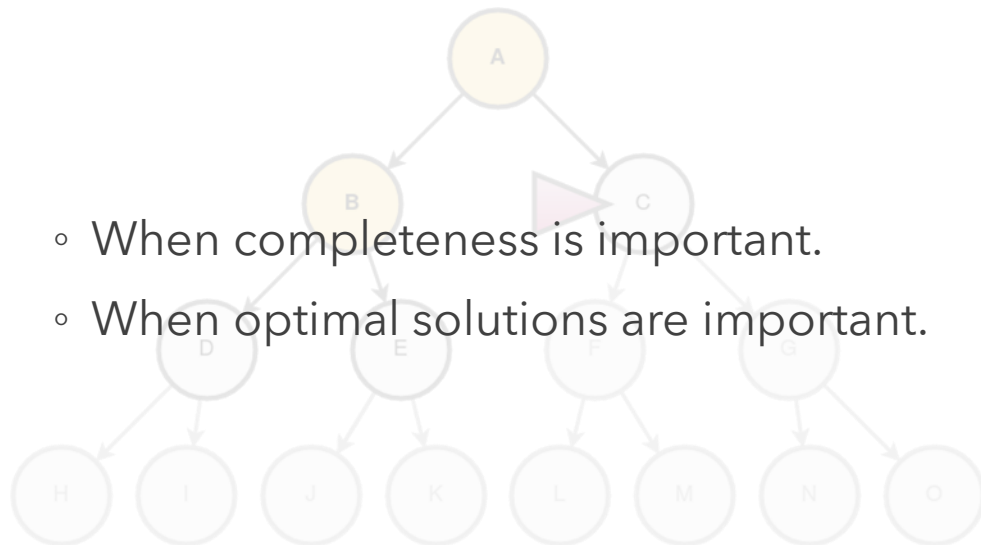 A
B C
◦ When completeness is important.
◦ When optimal solutions are important.
D E F G
H I J K L M N O